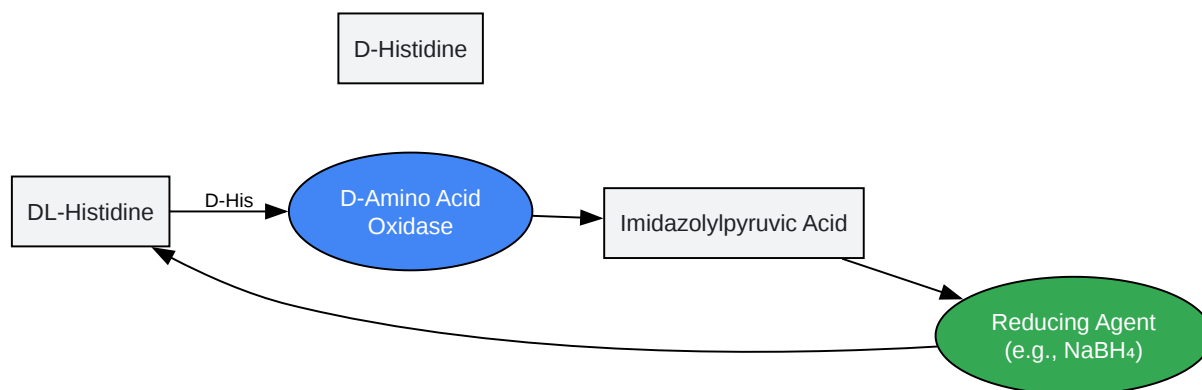 D-Histidine
DL-Histidine
D-His
D-Amino Acid
Oxidase
Imidazolylpyruvic Acid
Reducing Agent
(e.g., NaBH₄)